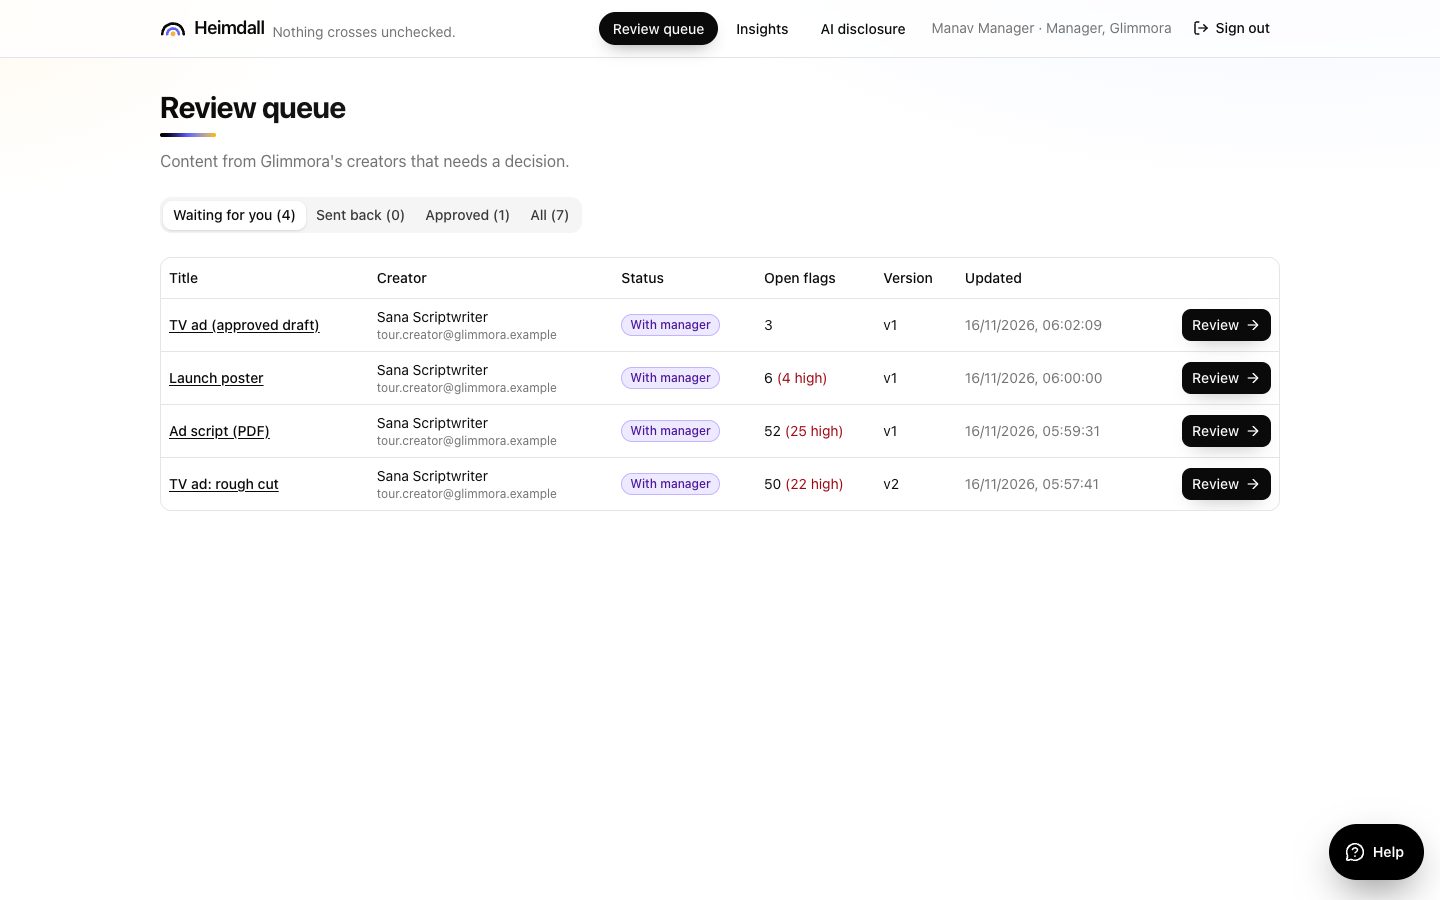 Heimdall Nothing crosses unchecked. Review queue Insights AI disclosure Manav Manager · Manager, Glimmora Sign out
Review queue
Content from Glimmora's creators that needs a decision.
Waiting for you (4) Sent back (0) Approved (1) All (7)
Title Creator Status Open flags Version Updated
TV ad (approved draft) Sana Scriptwriter tour.creator@glimmora.example With manager 3 v1 16/11/2026, 06:02:09 Review
Launch poster Sana Scriptwriter tour.creator@glimmora.example With manager 6 (4 high) v1 16/11/2026, 06:00:00 Review
Ad script (PDF) Sana Scriptwriter tour.creator@glimmora.example With manager 52 (25 high) v1 16/11/2026, 05:59:31 Review
TV ad: rough cut Sana Scriptwriter tour.creator@glimmora.example With manager 50 (22 high) v2 16/11/2026, 05:57:41 Review
Help